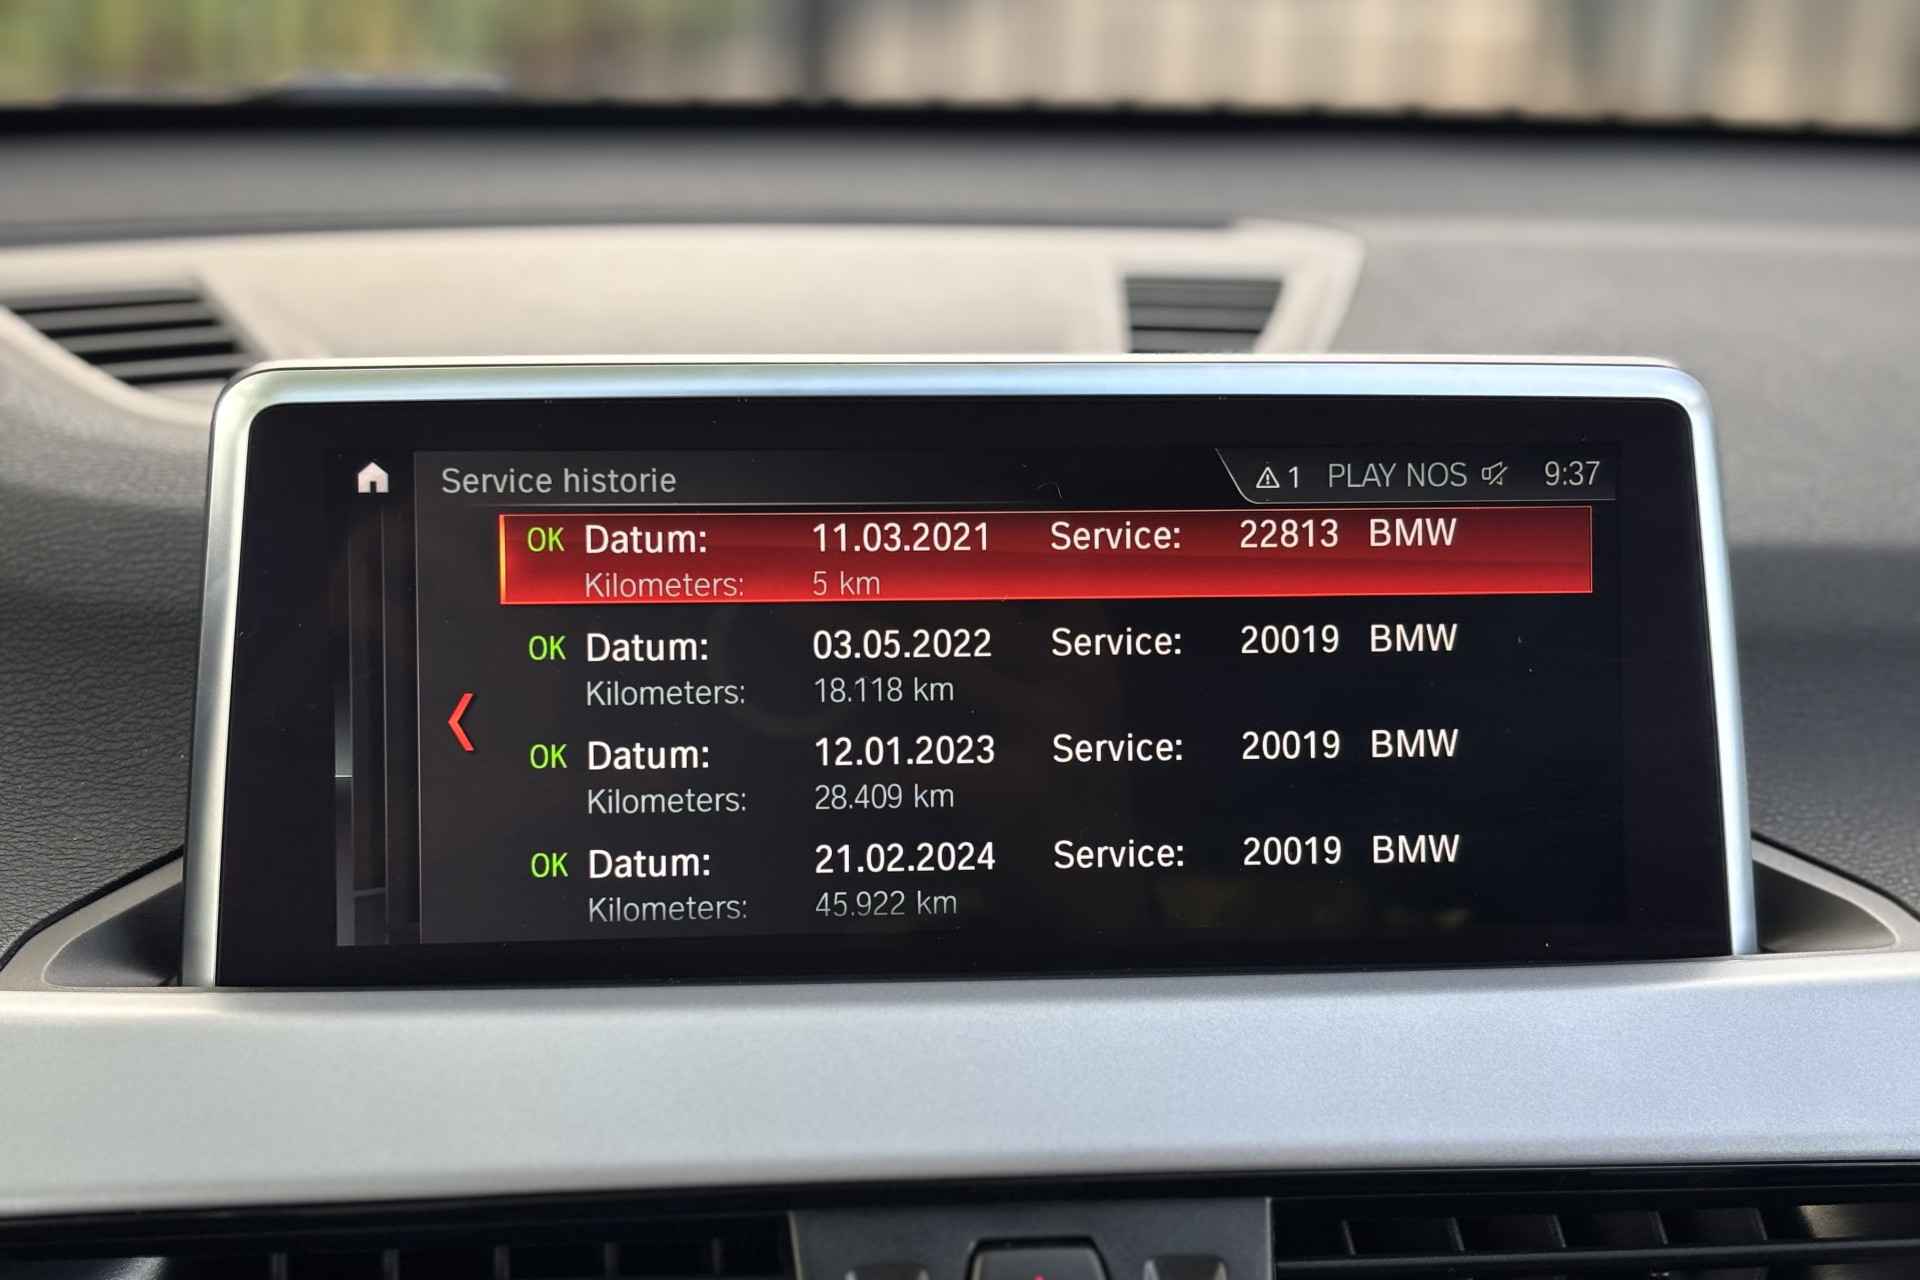 Service historie 1 PLAY NOS 9:37
OK Datum: 11.03.2021 Service: 22813 BMW
Kilometers: 5 km
OK Datum: 03.05.2022 Service: 20019 BMW
Kilometers: 18.118 km
OK Datum: 12.01.2023 Service: 20019 BMW
Kilometers: 28.409 km
OK Datum: 21.02.2024 Service: 20019 BMW
Kilometers: 45.922 km